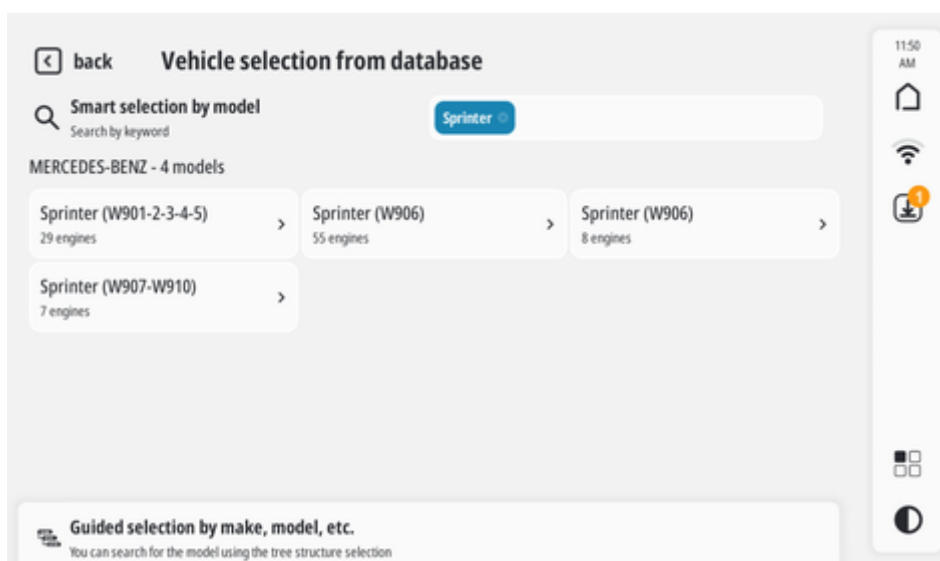 back Vehicle selection from database
11:50
AM
Smart selection by model
Search by keyword
Sprinter
MERCEDES-BENZ - 4 models
Sprinter (W901-2-3-4-5)
29 engines
Sprinter (W906)
55 engines
Sprinter (W906)
8 engines
Sprinter (W907-W910)
7 engines
1
Guided selection by make, model, etc.
You can search for the model using the tree structure selection